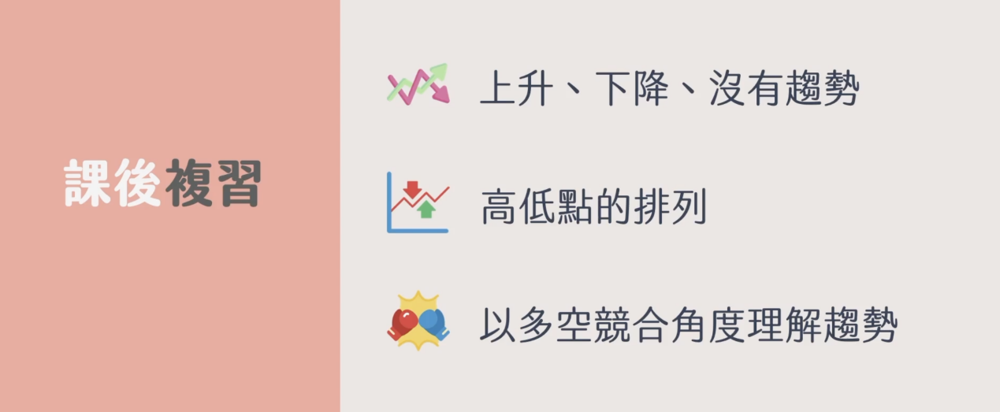 課後複習
上升、下降、沒有趨勢
高低點的排列
以多空競合角度理解趨勢